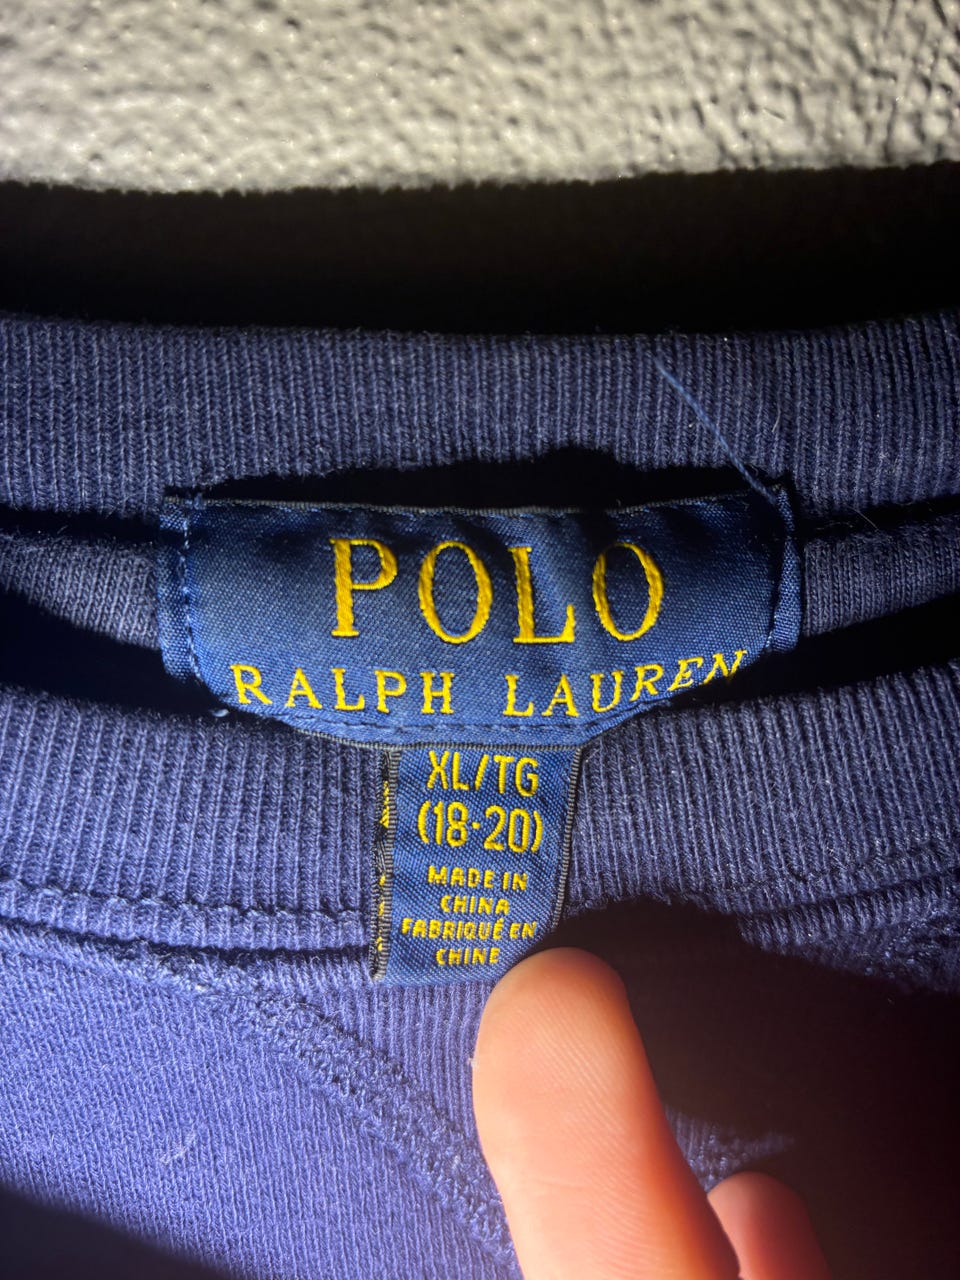 POLO
RALPH LAUREN
XL/TG
(18-20)
MADE IN
CHINA
FABRIQUÉ EN
CHINE